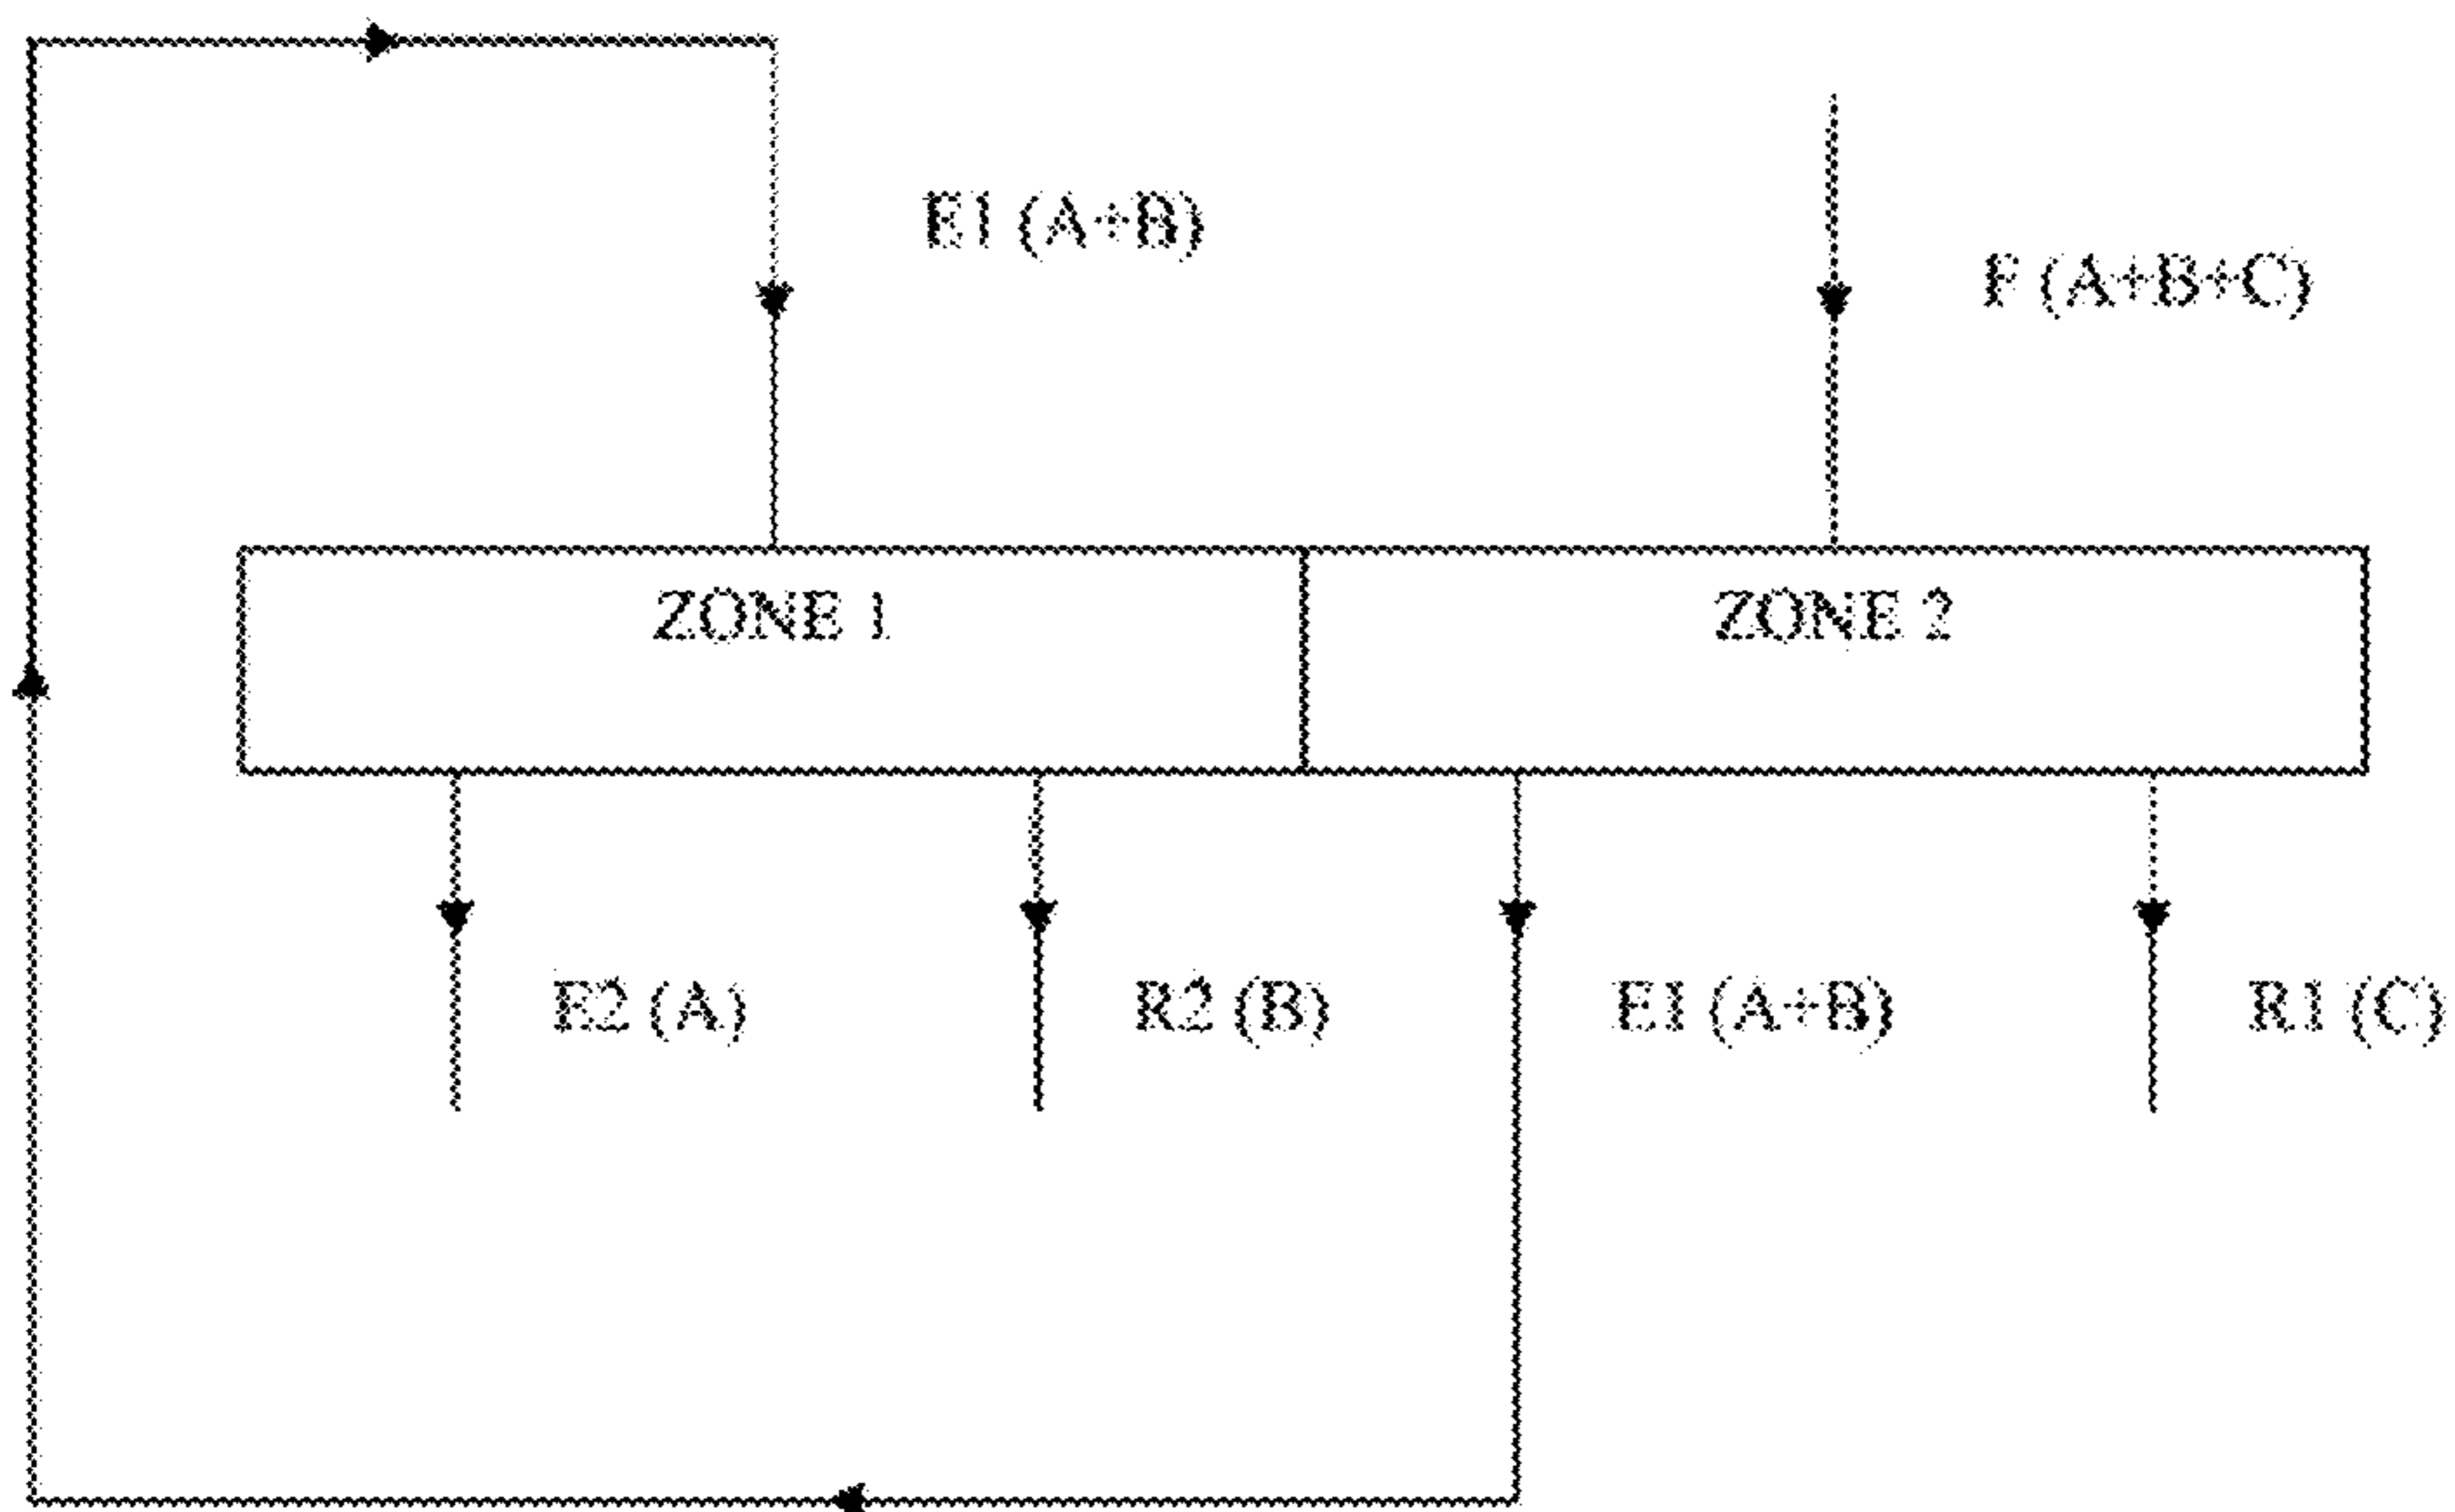 E1 (A+B)
F (A+B+C)
ZONE 1
ZONE 2
E2 (A)
R2 (B)
E1 (A+B)
R1 (C)